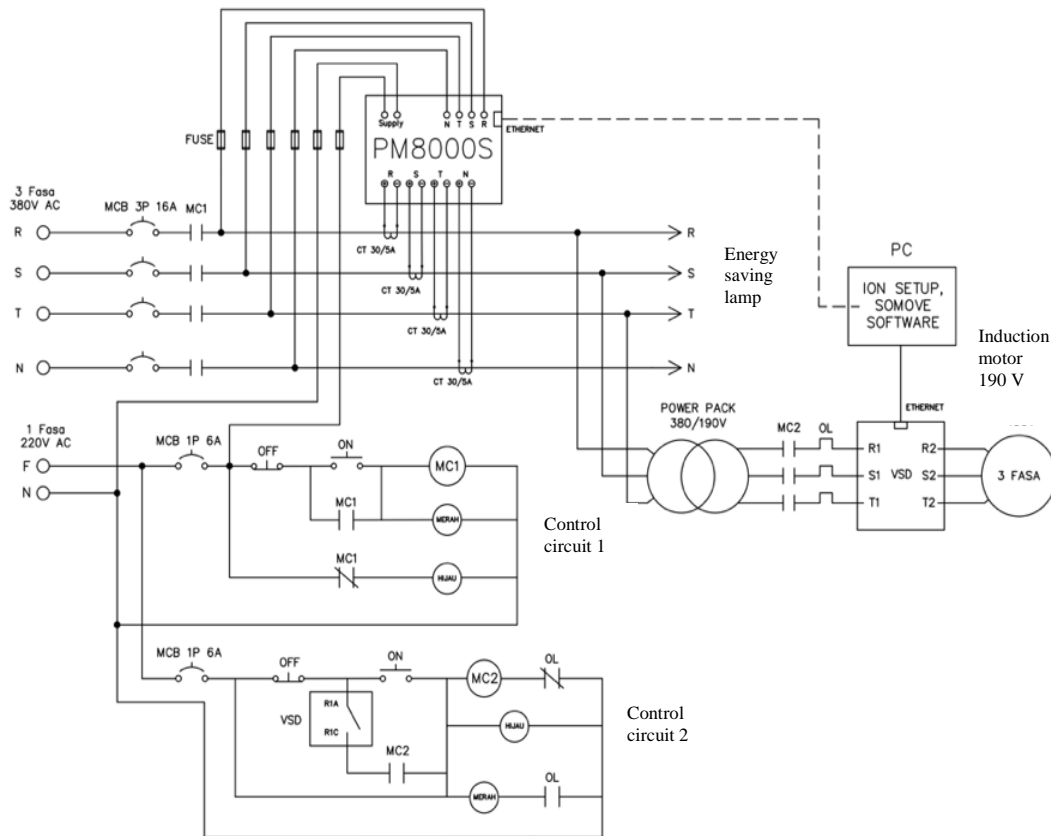 Supply
N T S R
ETHERNET
FUSE
PM8000S
R S T N
3 Fasa
380V AC
MCB 3P 16A
MC1
R
CT 30/5A
R
S
CT 30/5A
S
T
CT 30/5A
T
N
CT 30/5A
N
Energy
saving
lamp
PC
ION SETUP,
SOMOVE
SOFTWARE
Induction
motor
190 V
ETHERNET
POWER PACK
380/190V
MC2
OL
R1
R2
S1
VSD
S2
T1
T2
3 FASA
1 Fasa
220V AC
MCB 1P 6A
F
N
OFF
ON
MC1
MC1
MERAH
MC1
HIJAU
Control
circuit 1
MCB 1P 6A
OFF
ON
MC2
OL
R1A
VSD
R1C
MC2
HIJAU
Control
circuit 2
MERAH
OL